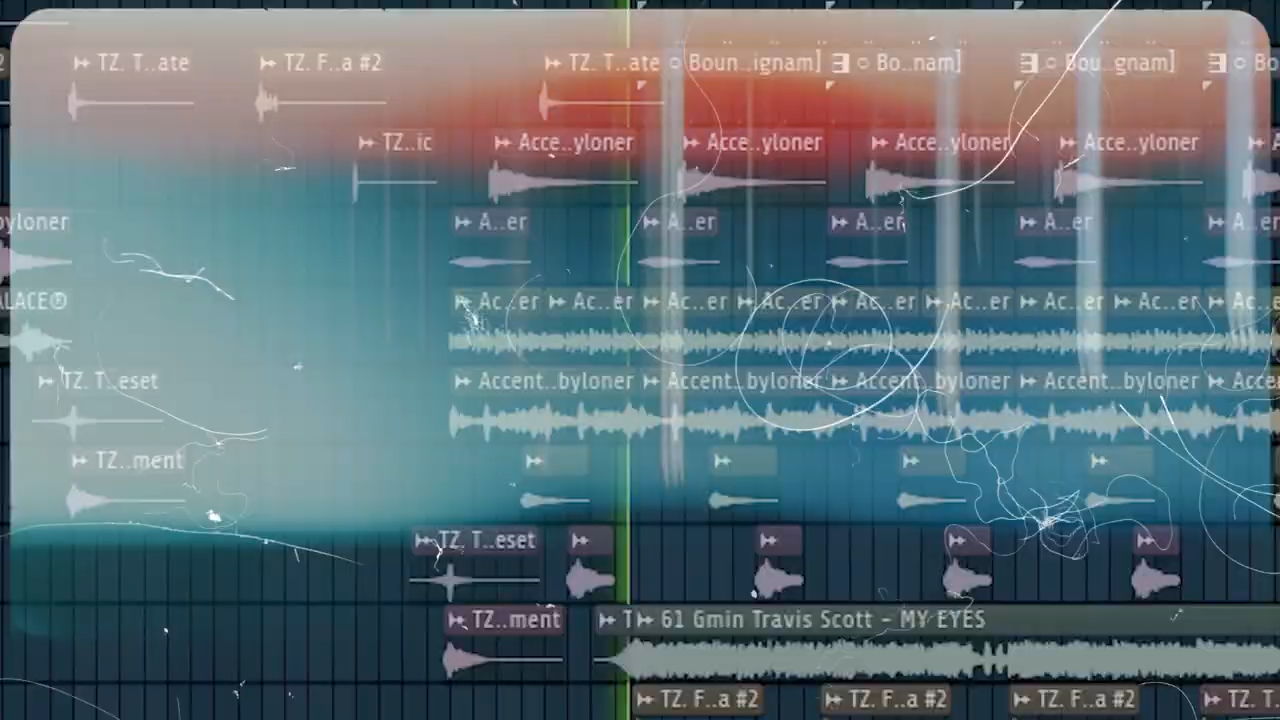 TZ. T..ate TZ. F..a #2 TZ. T..ate Boun..ignam] Bo..nam] Bou..gnam] Bo
TZ..ic Acce..yloner Acce..yloner Acce..yloner Acce..yloner
byloner A..er A..er A..er A..er A..er
ALACE® Ac..er Ac..er Ac..er Ac..er Ac..er Ac..er Ac..er Ac..er Ac..e
TZ. T..eset Accent..byloner Accent..byloner Accent..byloner Accent..byloner Accen
TZ..ment
TZ. T..eset
TZ..ment T 61 Gmin Travis Scott - MY EYES
TZ. F..a #2 TZ. F..a #2 TZ. F..a #2 TZ. T.